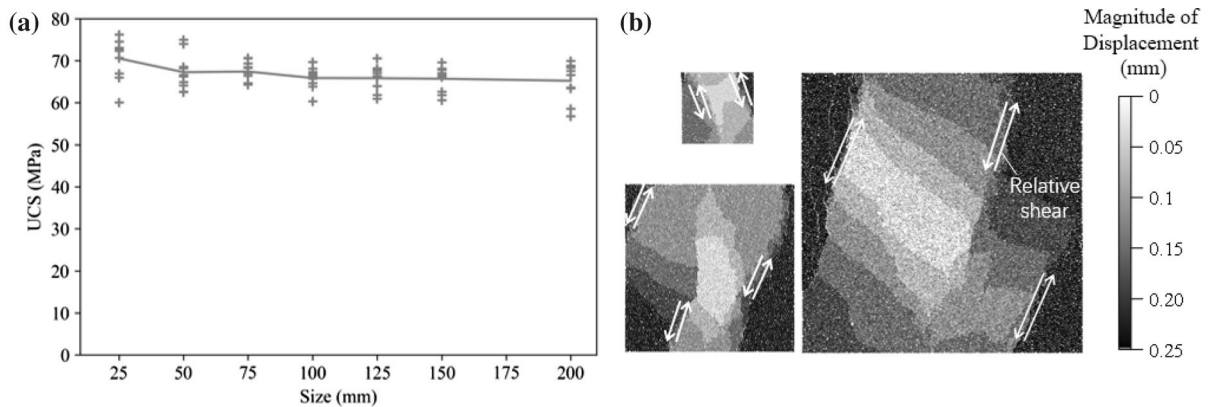 (a)
80
70
60
50
40
30
20
10
0
UCS (MPa)
25 50 75 100 125 150 175 200
Size (mm)
(b)
Relative
shear
Magnitude of
Displacement
(mm)
0
0.05
0.1
0.15
0.20
0.25